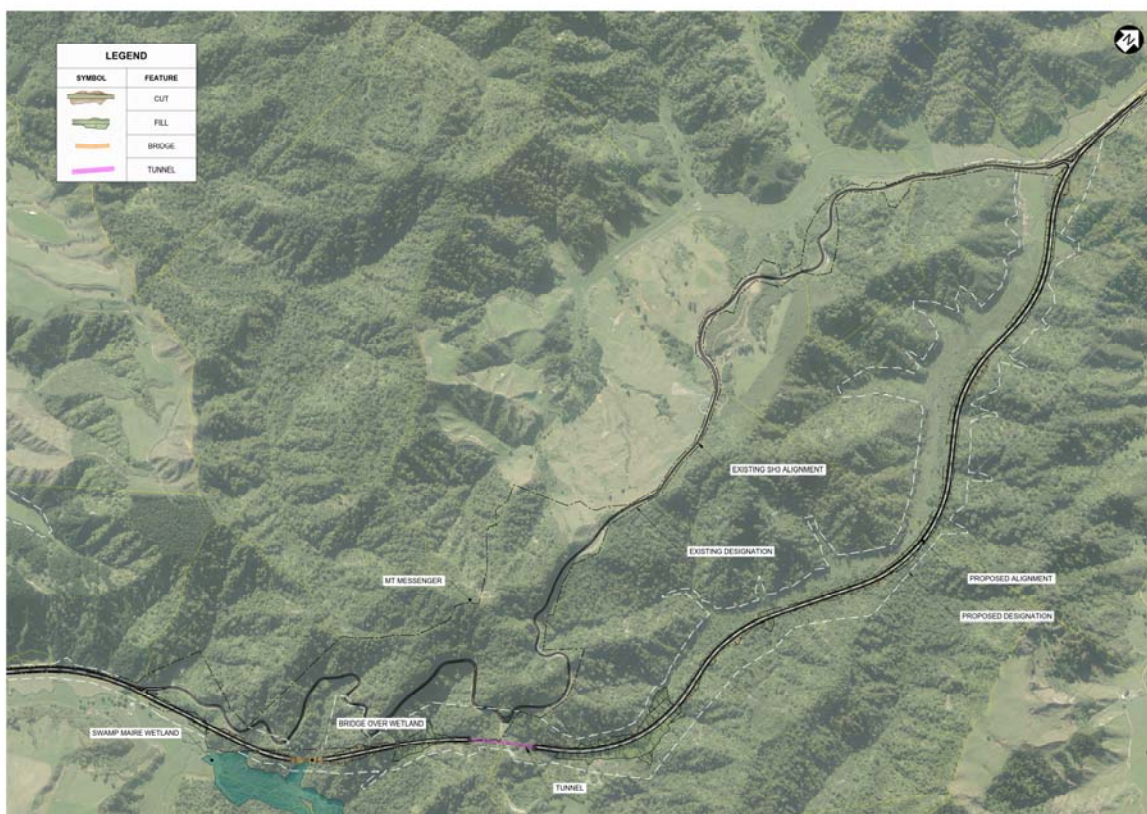 LEGEND
SYMBOL FEATURE
CUT
FILL
BRIDGE
TUNNEL
N
EXISTING SH3 ALIGNMENT
EXISTING DESIGNATION
MT MESSENGER
PROPOSED ALIGNMENT
PROPOSED DESIGNATION
BRIDGE OVER WETLAND
SWAMP MAIRE WETLAND
TUNNEL